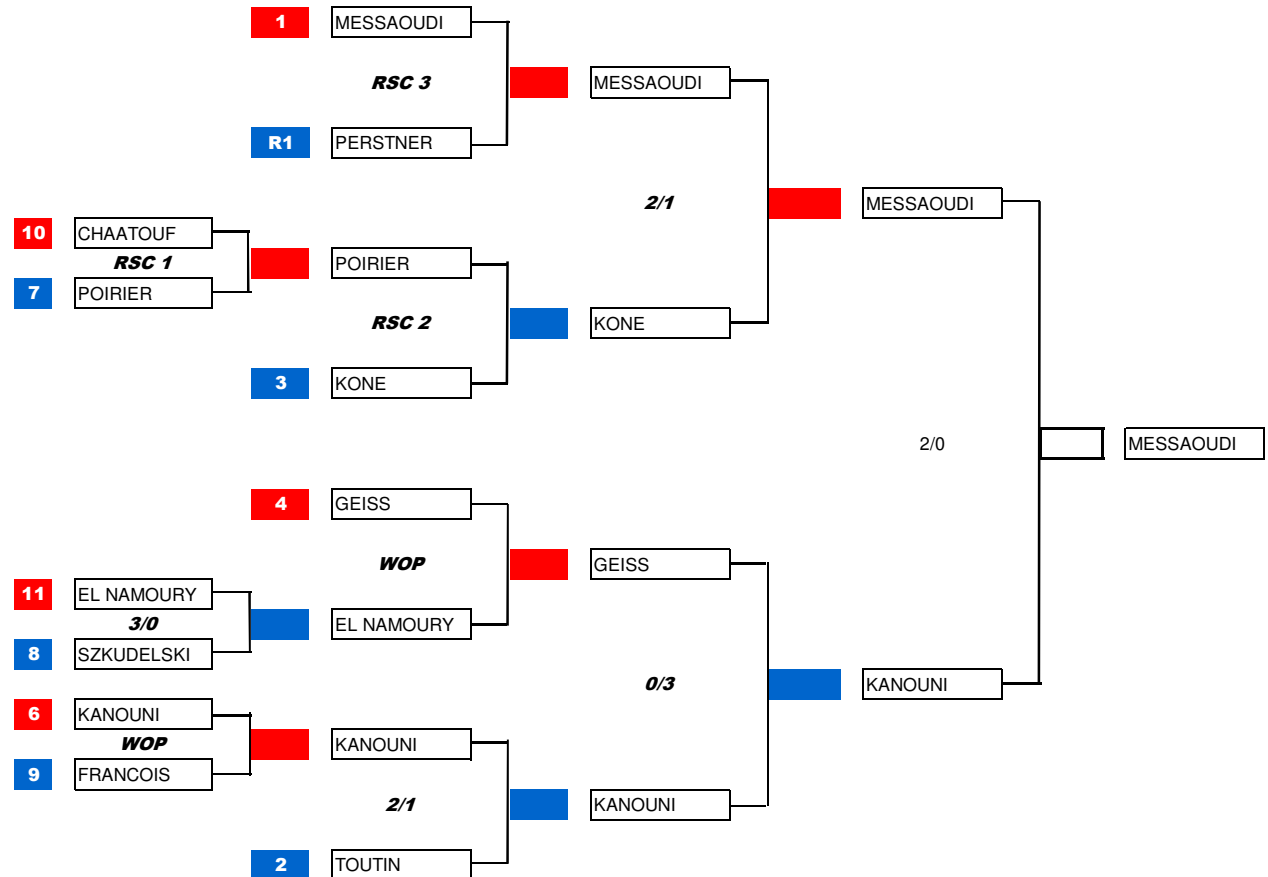 1 MESSAOUDI
RSC 3 MESSAOUDI
R1 PERSTNER
2/1 MESSAOUDI
10 CHAATOUF
RSC 1 POIRIER
7 POIRIER
RSC 2 KONE
3 KONE
2/0 MESSAOUDI
4 GEISS
WOP GEISS
11 EL NAMOURY
3/0 EL NAMOURY
8 SZKUDELSKI
0/3 KANOUNI
6 KANOUNI
WOP KANOUNI
9 FRANCOIS
2/1 KANOUNI
2 TOUTIN